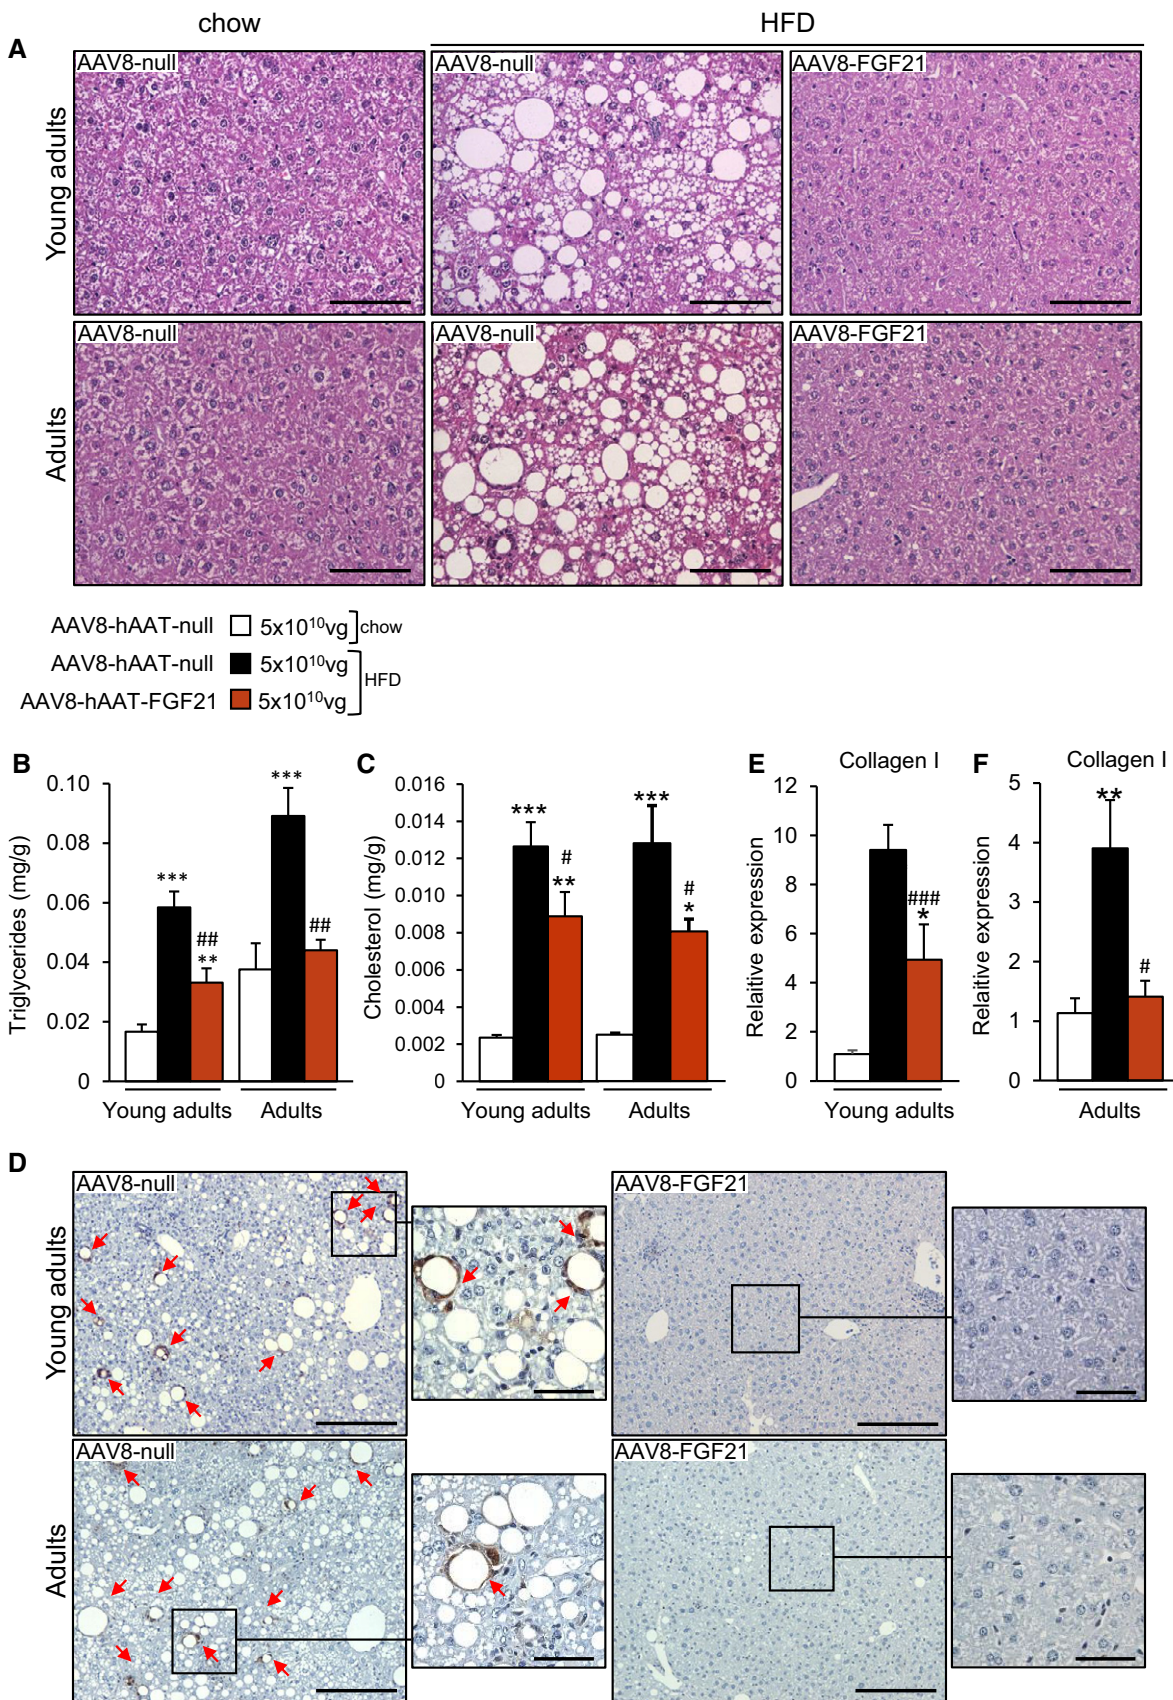 chow
HFD
A
Young adults
AAV8-null
AAV8-null
AAV8-FGF21
Adults
AAV8-null
AAV8-null
AAV8-FGF21
AAV8-hAAT-null 5x10¹⁰vg chow
AAV8-hAAT-null 5x10¹⁰vg
HFD
AAV8-hAAT-FGF21 5x10¹⁰vg
B
Triglycerides (mg/g)
0.10
0.08
0.06
0.04
0.02
0
***
##
**
***
##
Young adults
Adults
C
Cholesterol (mg/g)
0.016
0.014
0.012
0.010
0.008
0.006
0.004
0.002
0
***
#
**
***
#
*
Young adults
Adults
E
Collagen I
Relaitive expression
12
10
8
6
4
2
0
###
*
Young adults
F
Collagen I
Relaitive expression
5
4
3
2
1
0
**
#
Adults
D
Young adults
AAV8-null
AAV8-FGF21
Adults
AAV8-null
AAV8-FGF21